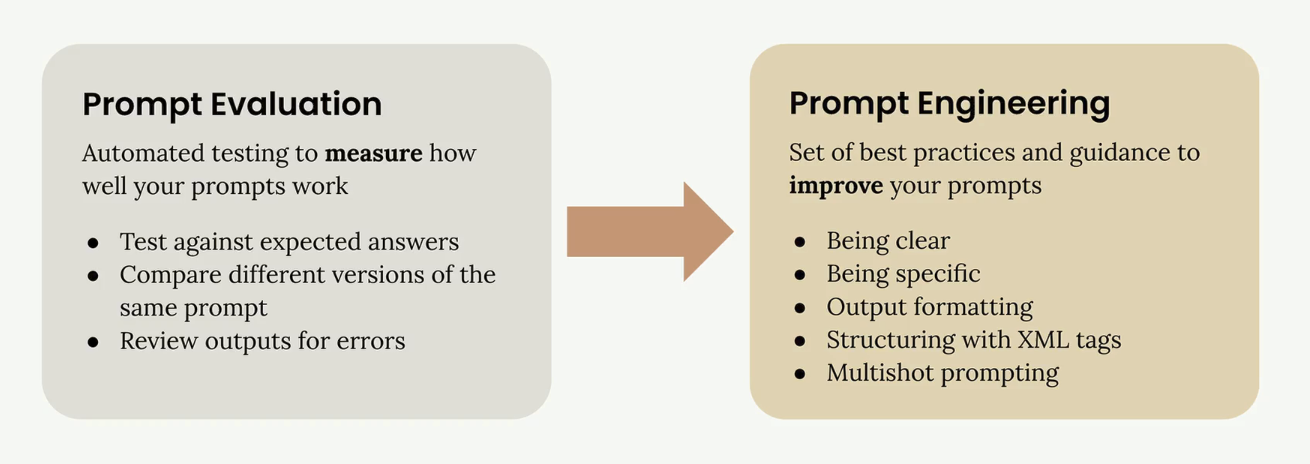 Prompt Evaluation
Automated testing to measure how
well your prompts work
● Test against expected answers
● Compare different versions of the
same prompt
● Review outputs for errors
Prompt Engineering
Set of best practices and guidance to
improve your prompts
● Being clear
● Being specific
● Output formatting
● Structuring with XML tags
● Multishot prompting